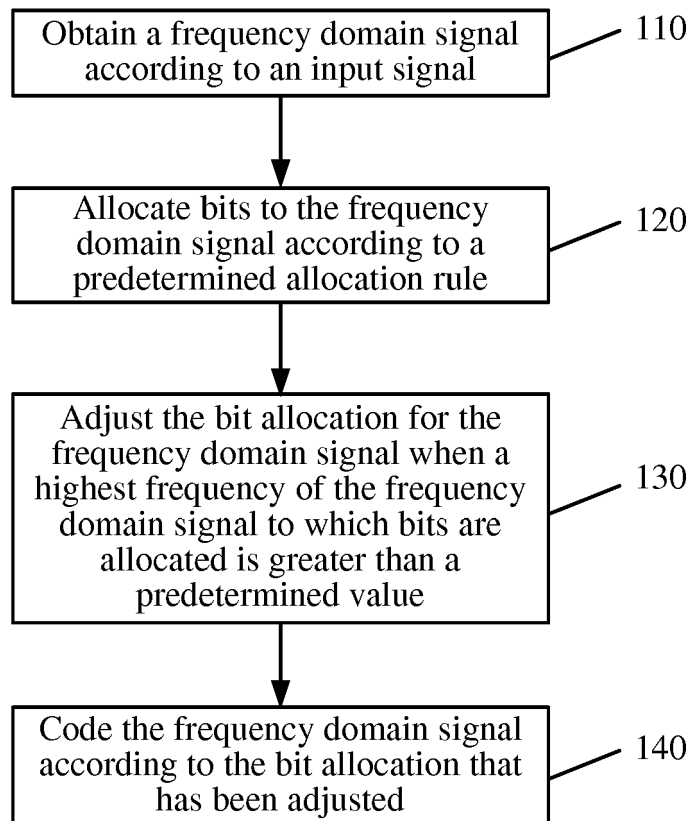 Obtain a frequency domain signal
according to an input signal
110
Allocate bits to the frequency
domain signal according to a
predetermined allocation rule
120
Adjust the bit allocation for the
frequency domain signal when a
highest frequency of the frequency
domain signal to which bits are
allocated is greater than a
predetermined value
130
Code the frequency domain signal
according to the bit allocation that
has been adjusted
140